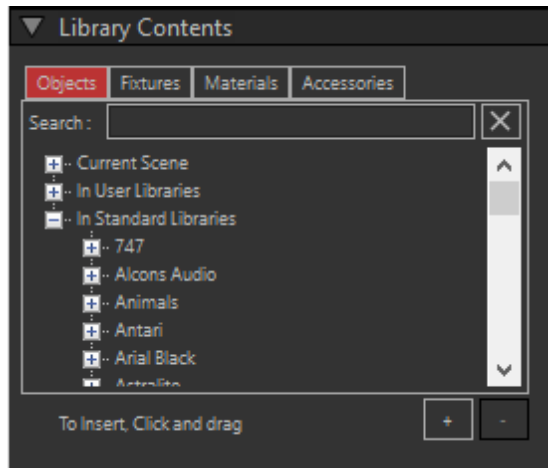 Library Contents
Objects Fixtures Materials Accessories
Search :
Current Scene
In User Libraries
In Standard Libraries
747
Alcons Audio
Animals
Antari
Arial Black
Astralite
To Insert, Click and drag
+ -